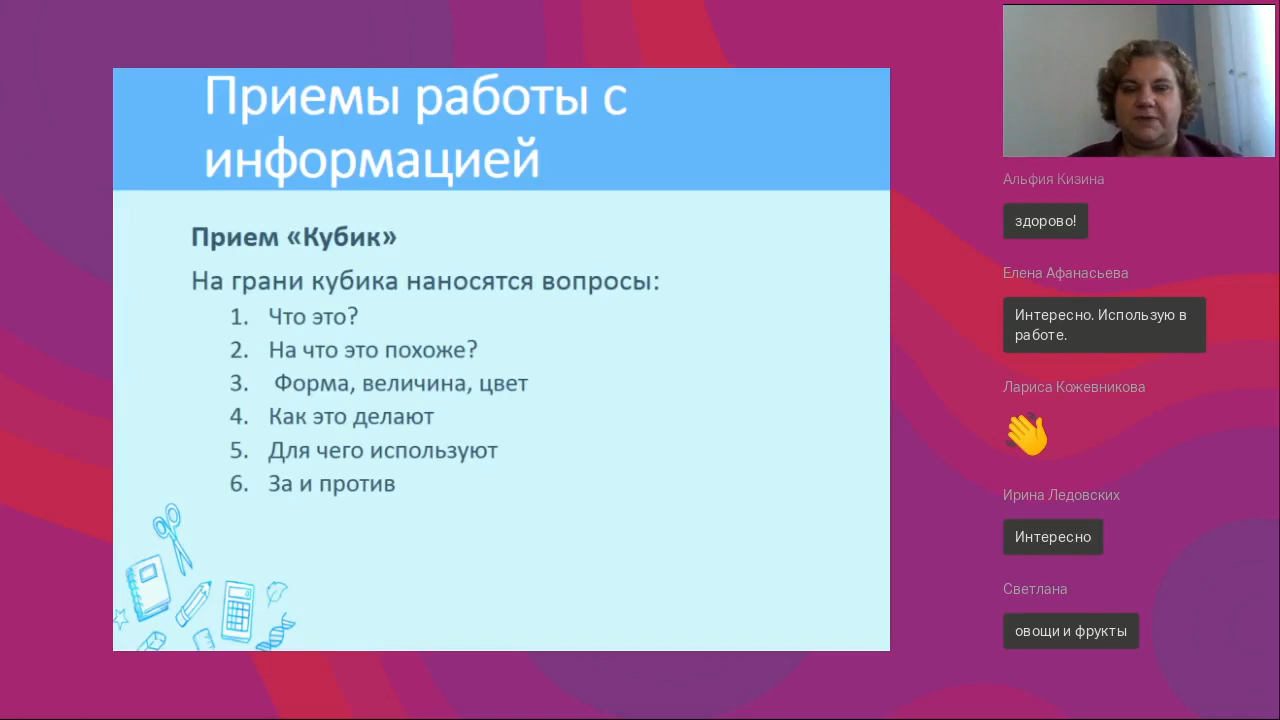 Приемы работы с
информацией
Прием «Кубик»
На грани кубика наносятся вопросы:
1. Что это?
2. На что это похоже?
3. Форма, величина, цвет
4. Как это делают
5. Для чего используют
6. За и против
Альфия Кизина
здорово!
Елена Афанасьева
Интересно. Использую в
работе.
Лариса Кожевникова
Ирина Ледовских
Интересно
Светлана
овощи и фрукты